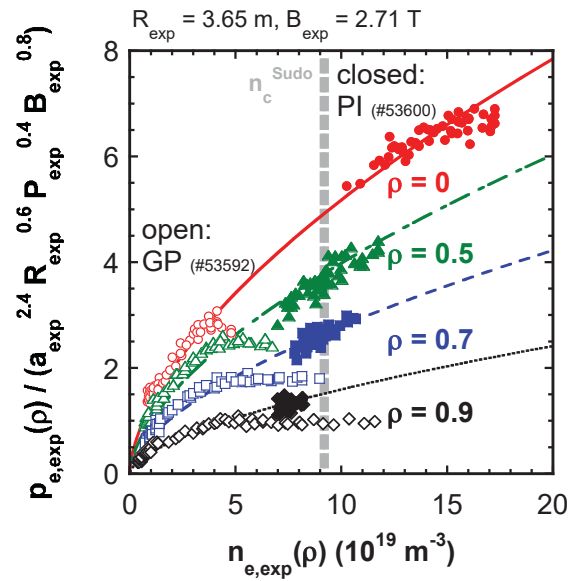 R_exp = 3.65 m, B_exp = 2.71 T
p_e,exp(ρ) / (a_exp^2.4 R_exp^0.6 P_exp^0.4 B_exp^0.8)
8
6
4
2
0
n_c^Sudo
closed:
PI (#53600)
open:
GP (#53592)
ρ = 0
ρ = 0.5
ρ = 0.7
ρ = 0.9
0 5 10 15 20
n_e,exp(ρ) (10^19 m^-3)